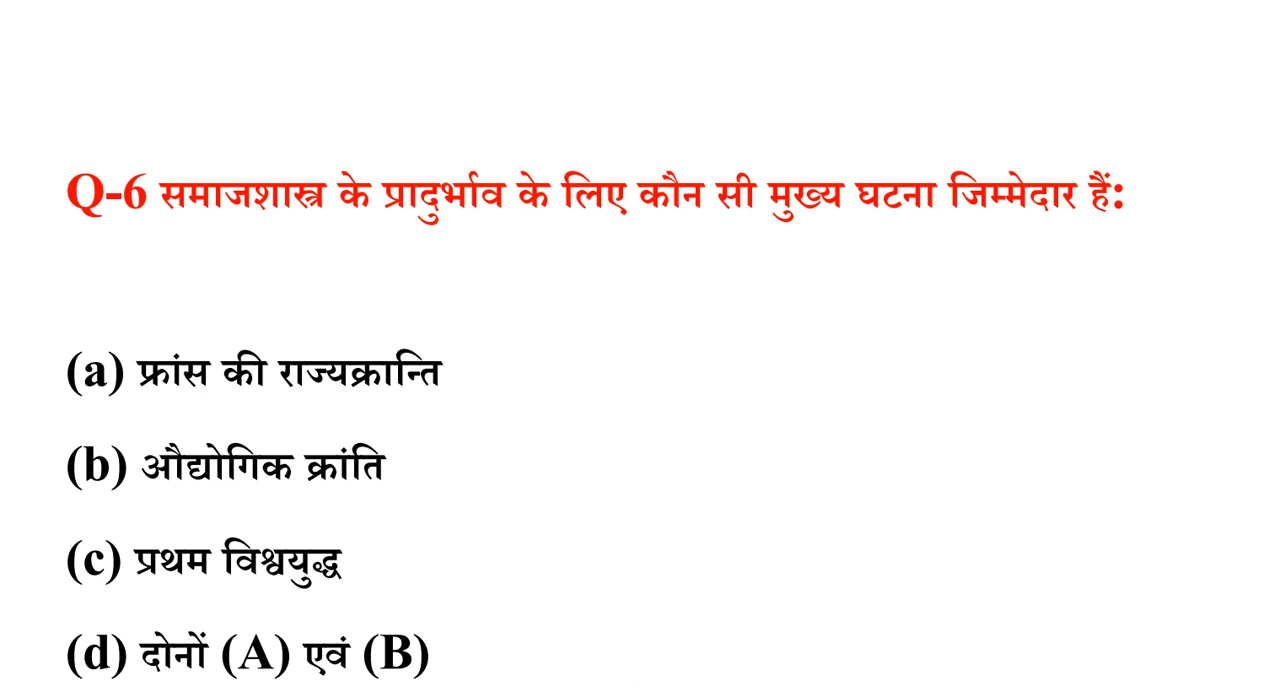 Q-6 समाजशास्त्र के प्रादुर्भाव के लिए कौन सी मुख्य घटना जिम्मेदार हैं:
(a) फ्रांस की राज्यक्रान्ति
(b) औद्योगिक क्रांति
(c) प्रथम विश्वयुद्ध
(d) दोनों (A) एवं (B)